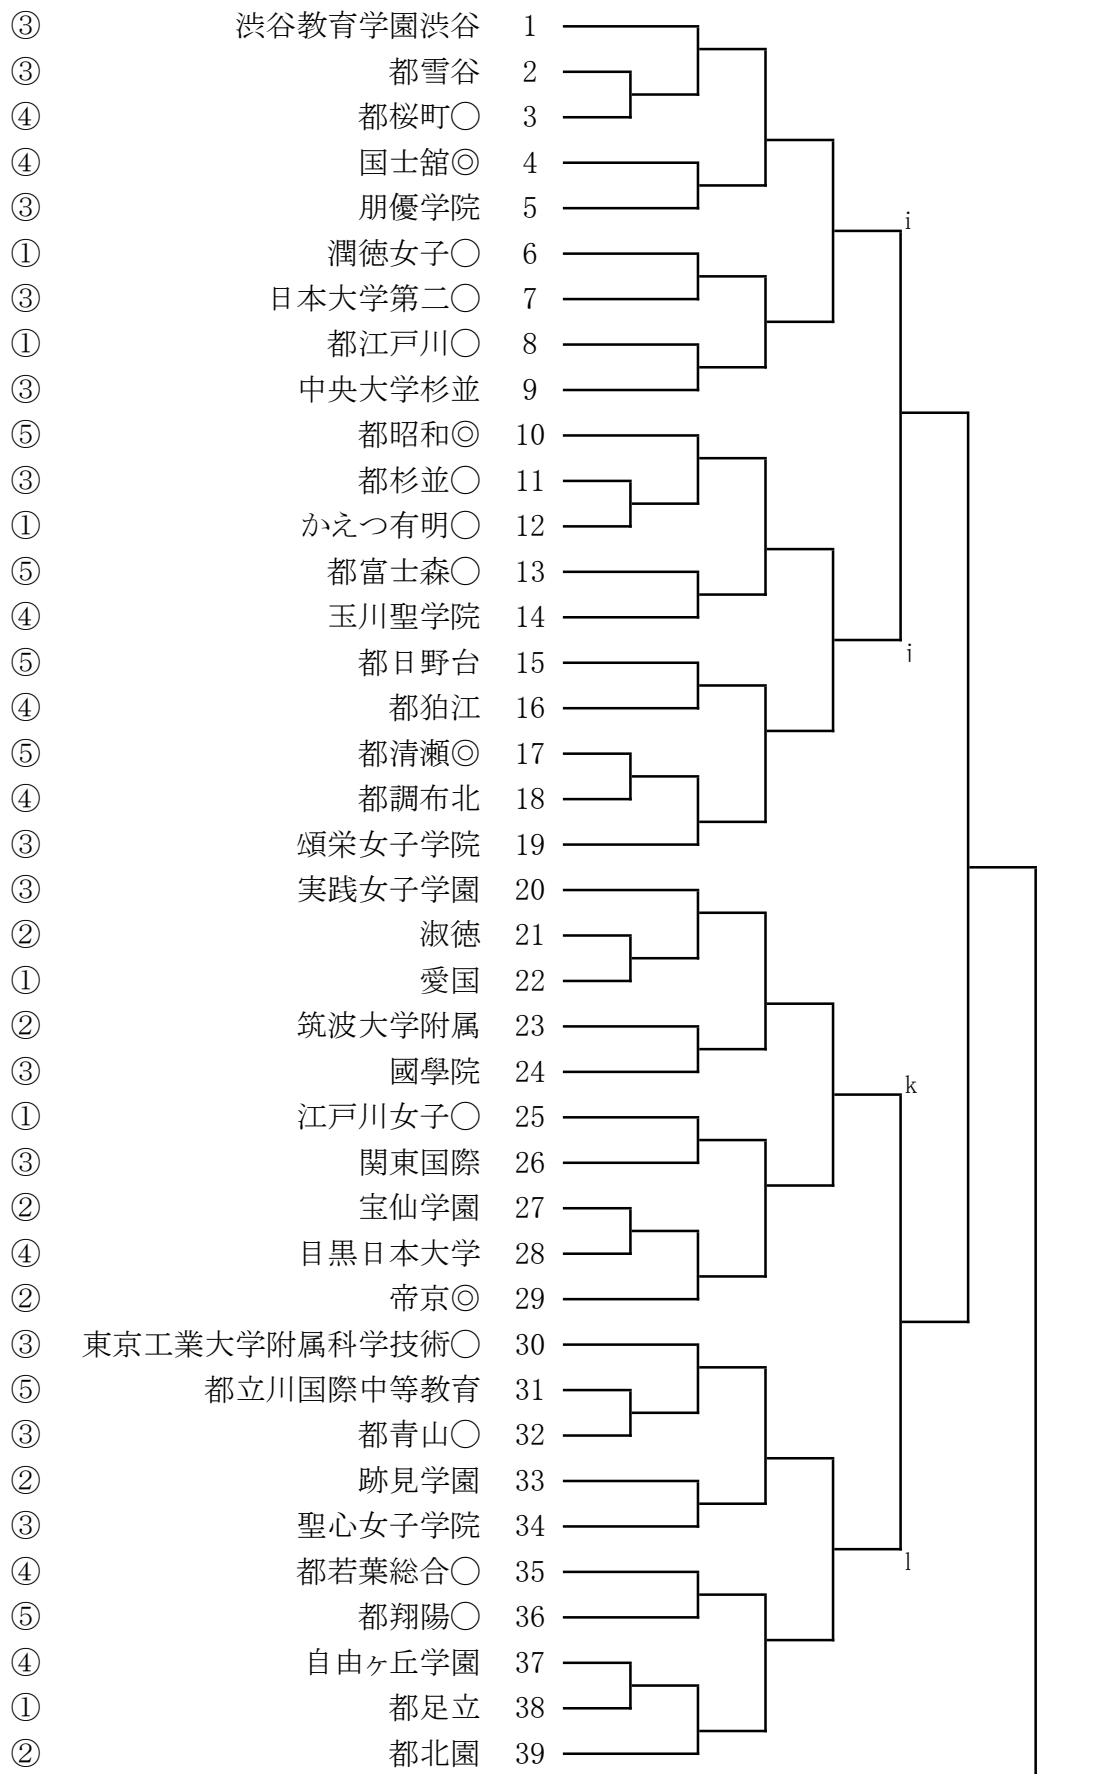 ③ 渋谷教育学園渋谷 1
③ 都雪谷 2
④ 都桜町○ 3
④ 国士舘◎ 4
③ 朋優学院 5
i
① 潤徳女子○ 6
③ 日本大学第二○ 7
① 都江戸川○ 8
③ 中央大学杉並 9
⑤ 都昭和◎ 10
③ 都杉並○ 11
① かえつ有明○ 12
⑤ 都富士森○ 13
④ 玉川聖学院 14
j
⑤ 都日野台 15
④ 都狛江 16
⑤ 都清瀬◎ 17
④ 都調布北 18
③ 頌栄女子学院 19
③ 実践女子学園 20
② 淑徳 21
① 愛国 22
② 筑波大学附属 23
③ 國學院 24
k
① 江戸川女子○ 25
③ 関東国際 26
② 宝仙学園 27
④ 目黒日本大学 28
② 帝京◎ 29
③ 東京工業大学附属科学技術○ 30
⑤ 都立川国際中等教育 31
③ 都青山○ 32
② 跡見学園 33
③ 聖心女子学院 34
l
④ 都若葉総合○ 35
⑤ 都翔陽○ 36
④ 自由ヶ丘学園 37
① 都足立 38
② 都北園 39